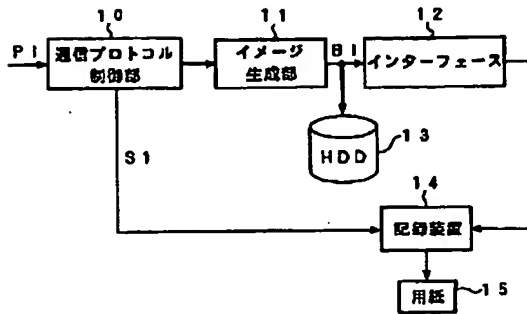 10
11
12
P1
通信プロトコル
制御部
イメージ
生成部
B1
インターフェース
S1
HDD
13
14
記録装置
用紙
15